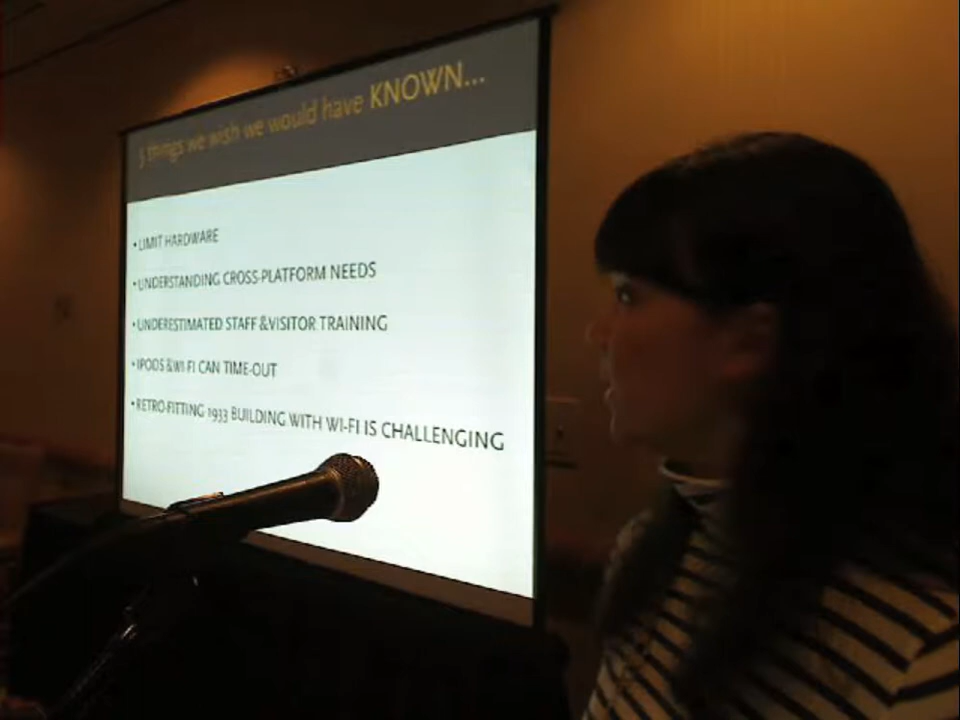 5 things we wish we would have KNOWN...
• LIMIT HARDWARE
• UNDERSTANDING CROSS-PLATFORM NEEDS
• UNDERESTIMATED STAFF &VISITOR TRAINING
• IPODS &WI-FI CAN TIME-OUT
• RETRO-FITTING 1933 BUILDING WITH WI-FI IS CHALLENGING